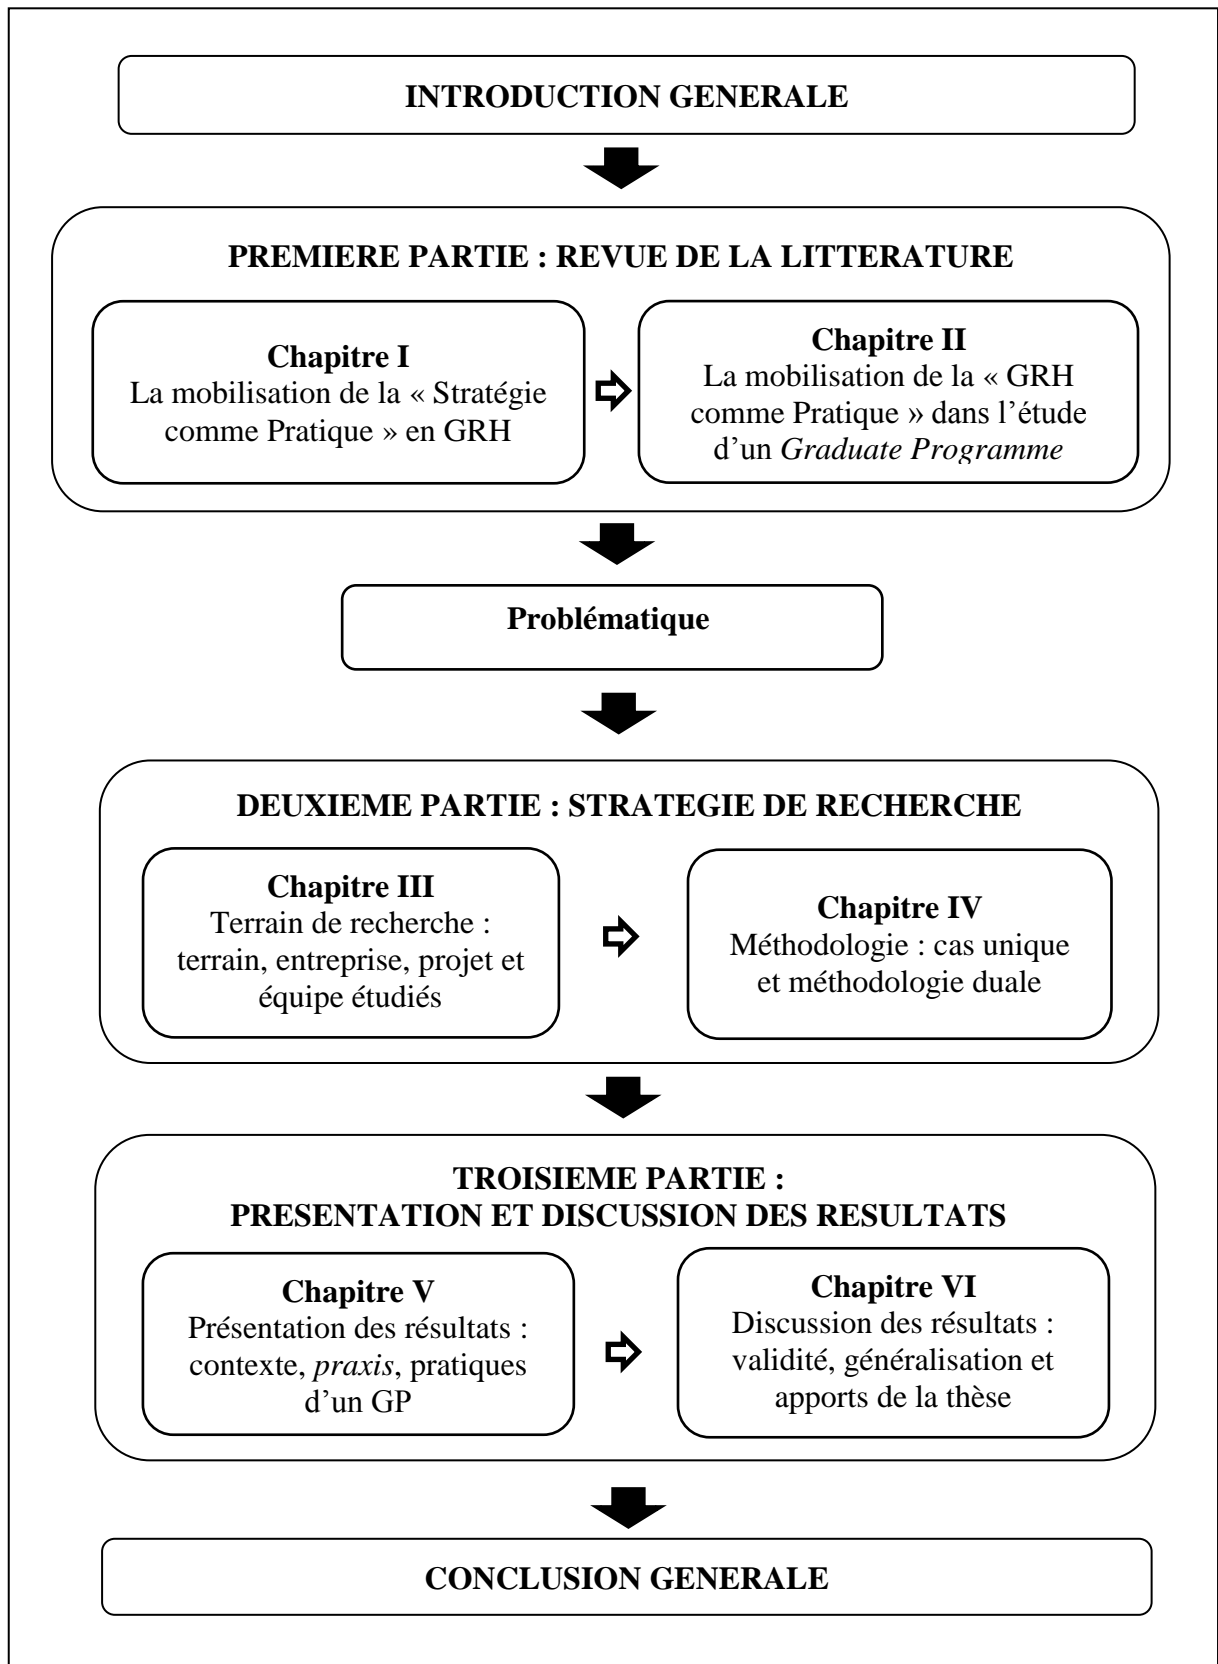 INTRODUCTION GENERALE
PREMIERE PARTIE : REVUE DE LA LITTERATURE
Chapitre I
La mobilisation de la « Stratégie
comme Pratique » en GRH
Chapitre II
La mobilisation de la « GRH
comme Pratique » dans l’étude
d’un Graduate Programme
Problématique
DEUXIEME PARTIE : STRATEGIE DE RECHERCHE
Chapitre III
Terrain de recherche :
terrain, entreprise, projet et
équipe étudiés
Chapitre IV
Méthodologie : cas unique
et méthodologie duale
TROISIEME PARTIE :
PRESENTATION ET DISCUSSION DES RESULTATS
Chapitre V
Présentation des résultats :
contexte, praxis, pratiques
d’un GP
Chapitre VI
Discussion des résultats :
validité, généralisation et
apports de la thèse
CONCLUSION GENERALE